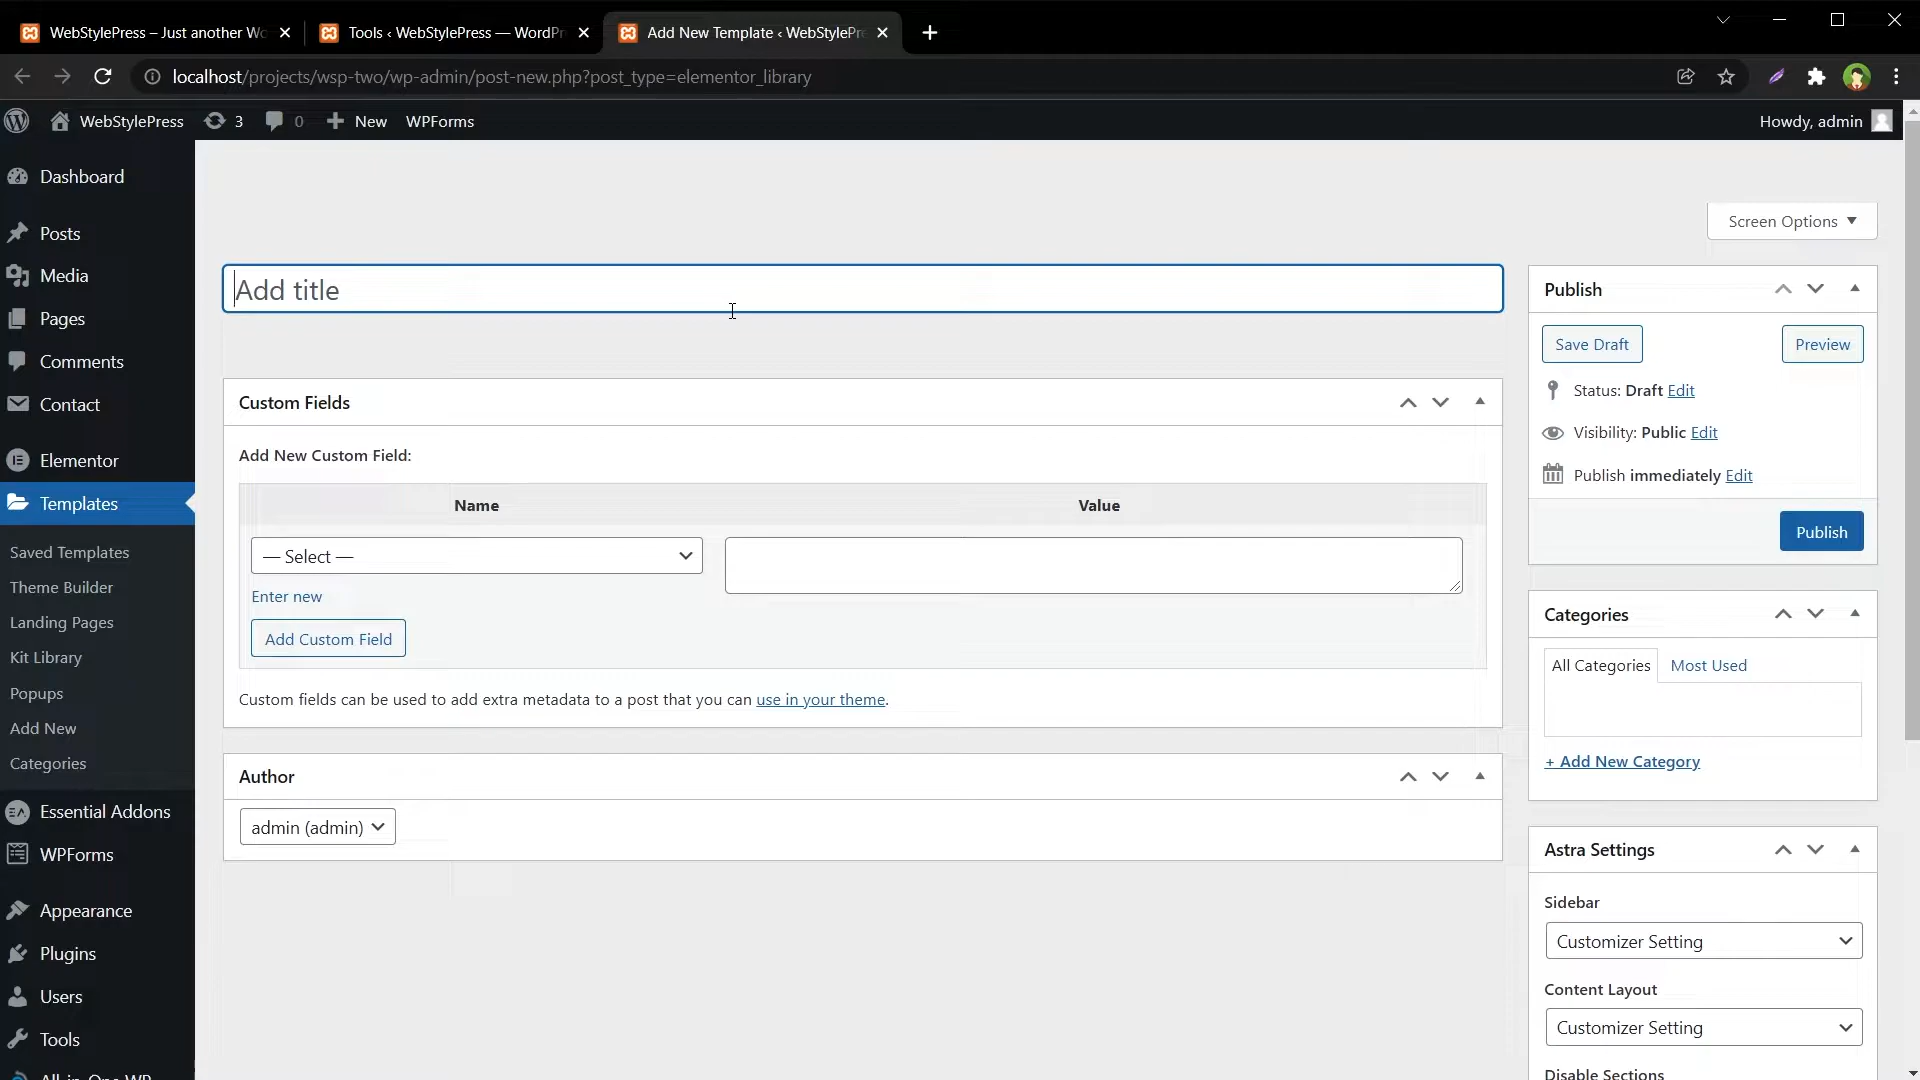 WebStylePress – Just another Wo
Tools ‹ WebStylePress — WordPr
Add New Template ‹ WebStylePre
localhost/projects/wsp-two/wp-admin/post-new.php?post_type=elementor_library
WebStylePress
3
0
New
WPForms
Howdy, admin
Dashboard
Posts
Media
Pages
Comments
Contact
Elementor
Templates
Saved Templates
Theme Builder
Landing Pages
Kit Library
Popups
Add New
Categories
Essential Addons
WPForms
Appearance
Plugins
Users
Tools
All-in-One WP
Screen Options
Add title
Custom Fields
Add New Custom Field:
Name Value
— Select —
Enter new
Add Custom Field
Custom fields can be used to add extra metadata to a post that you can use in your theme.
Author
admin (admin)
Publish
Save Draft
Preview
Status: Draft Edit
Visibility: Public Edit
Publish immediately Edit
Publish
Categories
All Categories
Most Used
+ Add New Category
Astra Settings
Sidebar
Customizer Setting
Content Layout
Customizer Setting
Disable Sections